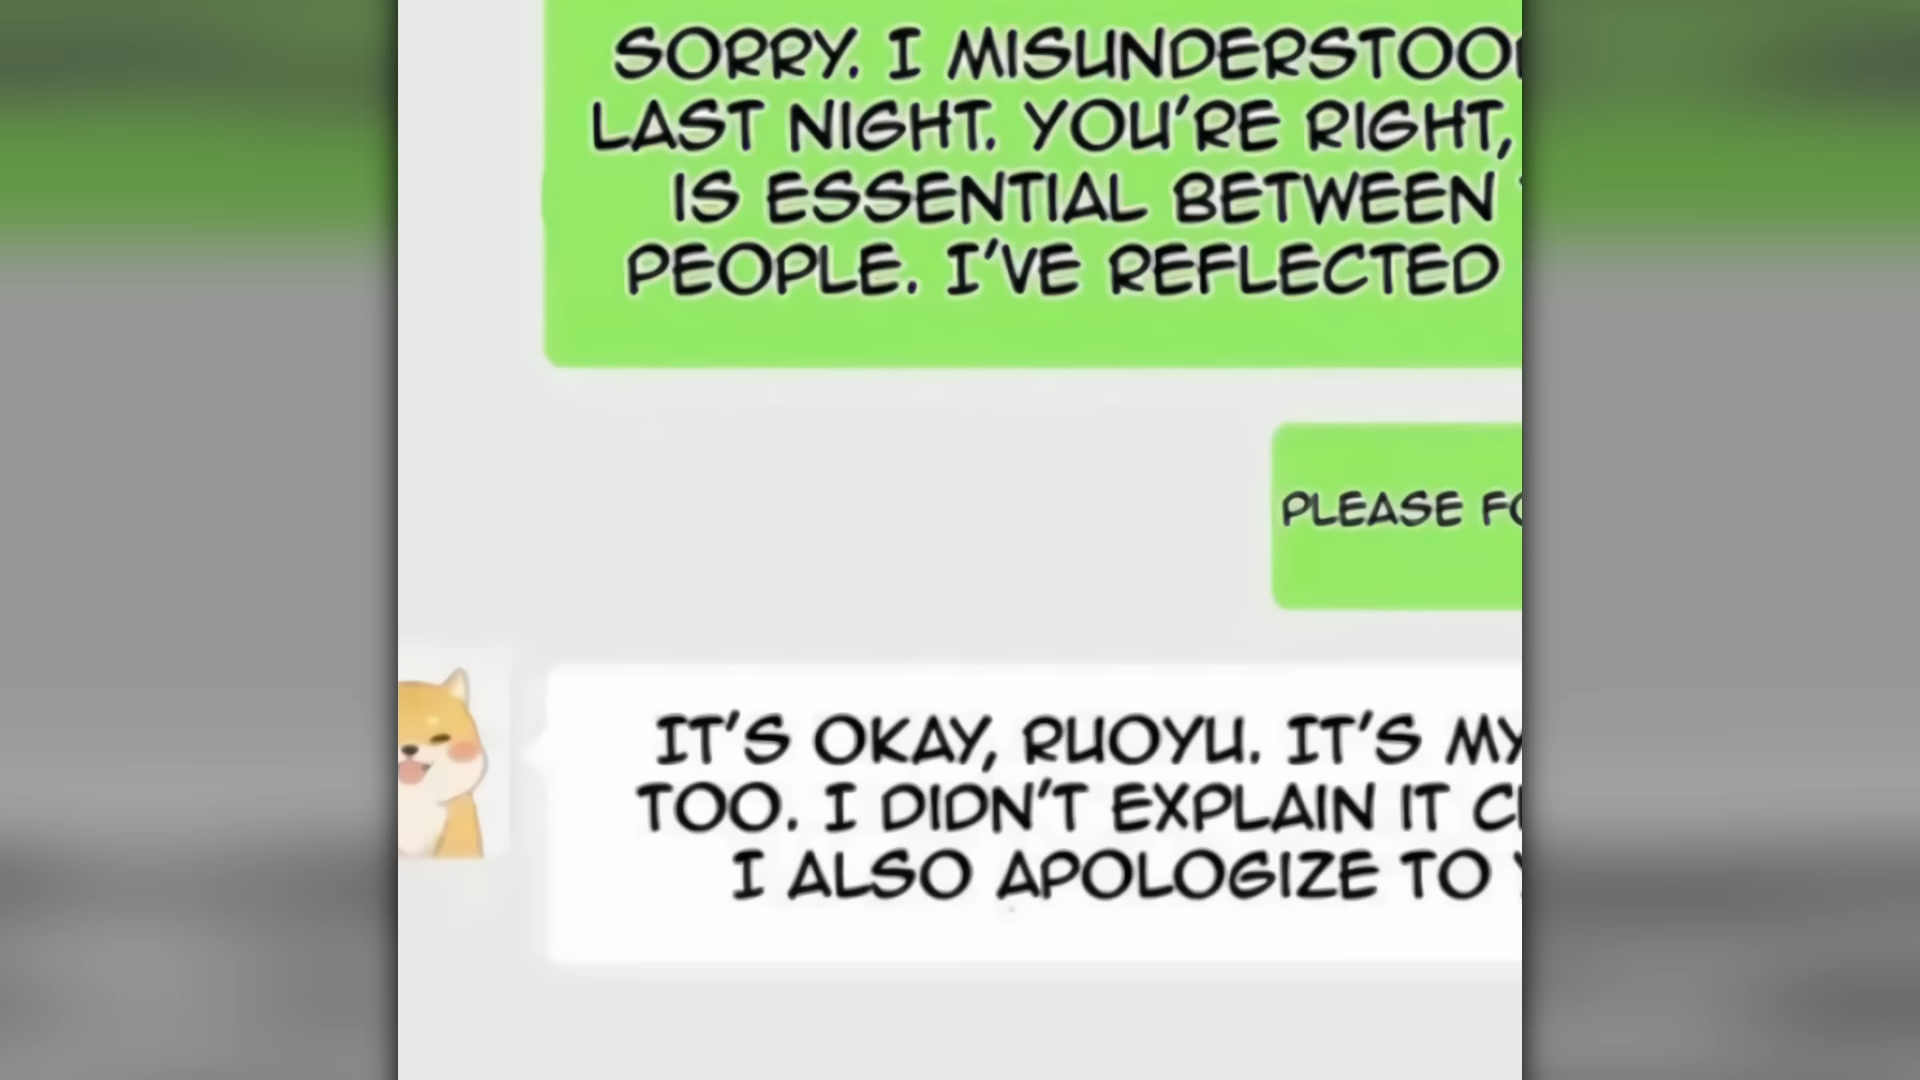 SORRY. I MISUNDERSTOOD
LAST NIGHT. YOU'RE RIGHT,
IS ESSENTIAL BETWEEN
PEOPLE. I'VE REFLECTED
PLEASE
IT'S OKAY, RUOYU. IT'S MY
TOO. I DIDN'T EXPLAIN IT
I ALSO APOLOGIZE TO